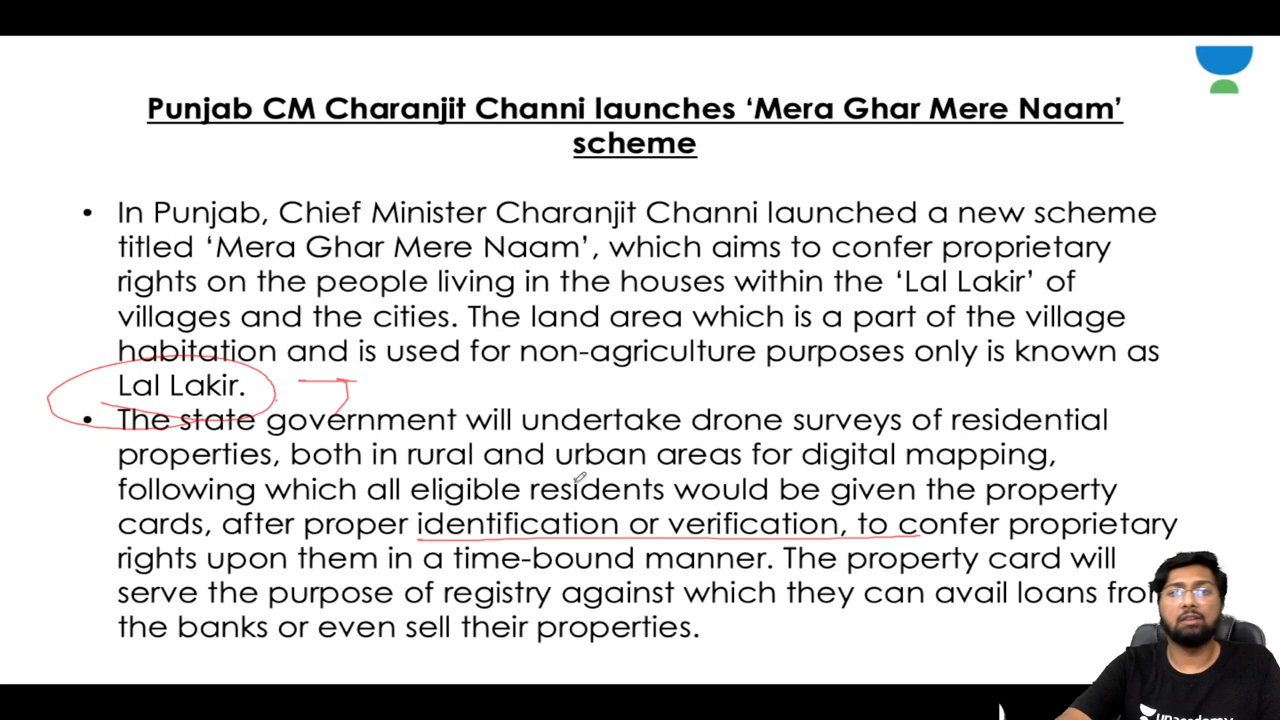 Punjab CM Charanjit Channi launches ‘Mera Ghar Mere Naam’
scheme
• In Punjab, Chief Minister Charanjit Channi launched a new scheme
titled ‘Mera Ghar Mere Naam’, which aims to confer proprietary
rights on the people living in the houses within the ‘Lal Lakir’ of
villages and the cities. The land area which is a part of the village
habitation and is used for non-agriculture purposes only is known as
Lal Lakir.
• The state government will undertake drone surveys of residential
properties, both in rural and urban areas for digital mapping,
following which all eligible residents would be given the property
cards, after proper identification or verification, to confer proprietary
rights upon them in a time-bound manner. The property card will
serve the purpose of registry against which they can avail loans from
the banks or even sell their properties.
unacademy